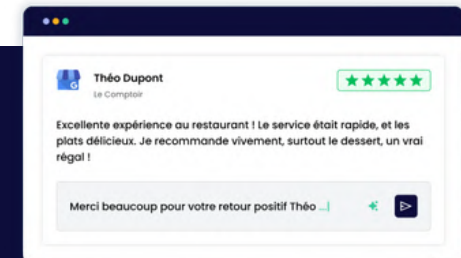 Théo Dupont
Le Comptoir
Excellente expérience au restaurant ! Le service était rapide, et les
plats délicieux. Je recommande vivement, surtout le dessert, un vrai
régal !
Merci beaucoup pour votre retour positif Théo ...|